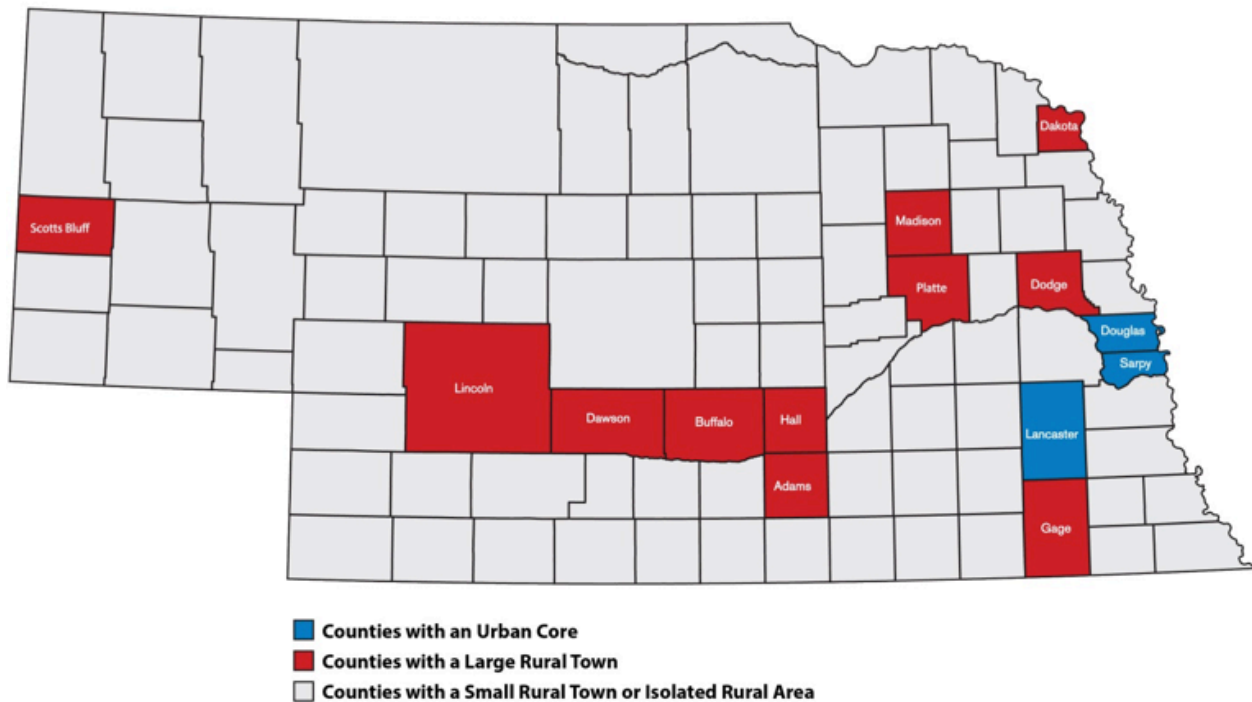 Dakota
Scotts Bluff
Madison
Platte
Dodge
Douglas
Sarpy
Lincoln
Dawson
Buffalo
Hall
Lancaster
Adams
Gage
Counties with an Urban Core
Counties with a Large Rural Town
Counties with a Small Rural Town or Isolated Rural Area